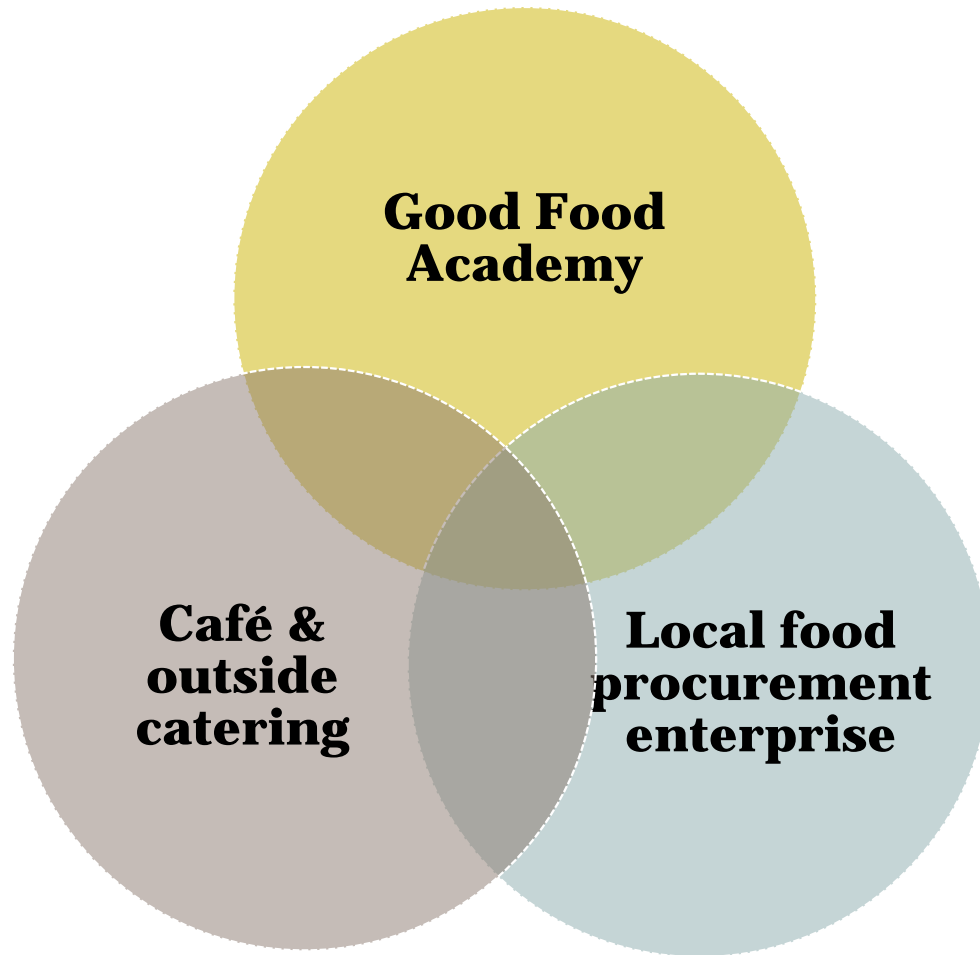 Good Food
Academy
Café &
outside
catering
Local food
procurement
enterprise